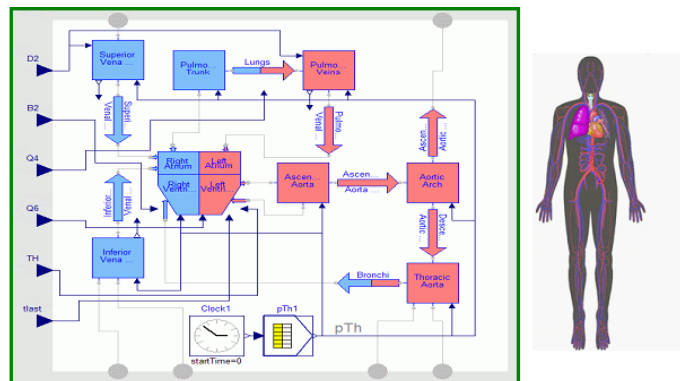 D2
B2
Q4
Q6
TH
tlast
Superior
Vena ...
Pulmo...
Trunk
Lungs
Pulmo...
Veins
Superi
Venal ...
Pulmo
Venal ...
Right
Atrium
Left
Atrium
Right
Ventri...
Left
Ventri...
Ascen...
Aorta
Ascen...
Aorta ...
Aortic
Arch
Ascen...
Aortic
Inferior
Venal ...
Inferior
Vena ...
Desce...
Aortic ...
Bronchi
Thoracic
Aorta
Clock1
startTime=0
pTh1
pTh